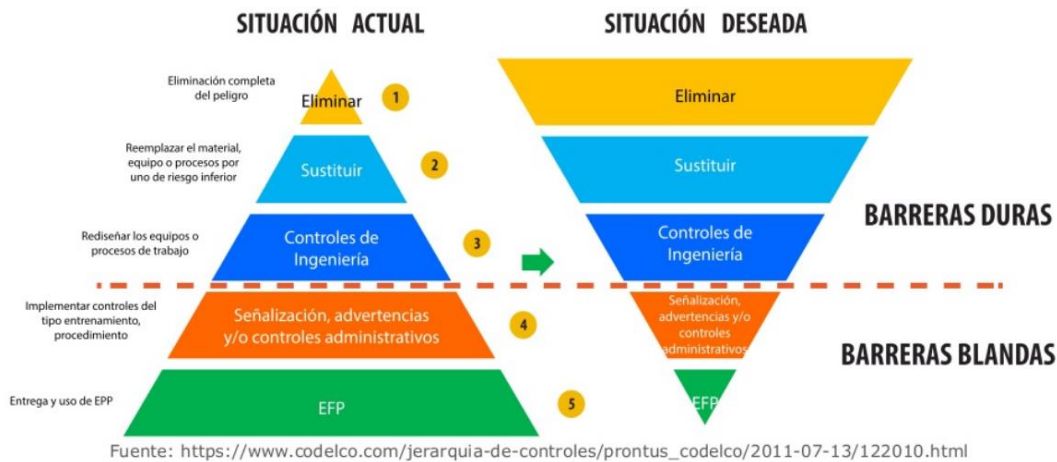 SITUACIÓN ACTUAL
SITUACIÓN DESEADA
Eliminación completa
del peligro
Eliminar
1
Eliminar
Reemplazar el material,
equipo o procesos por
uno de riesgo inferior
Sustituir
2
Sustituir
BARRERAS DURAS
Rediseñar los equipos o
procesos de trabajo
Controles de
Ingeniería
3
Controles de
Ingeniería
Implementar controles del
tipo entrenamiento,
procedimiento
Señalización, advertencias
y/o controles administrativos
4
Señalización,
advertencias y/o
controles
administrativos
BARRERAS BLANDAS
Entrega y uso de EPP
EFP
5
EFP
Fuente: https://www.codelco.com/jerarquia-de-controles/prontus_codelco/2011-07-13/122010.html